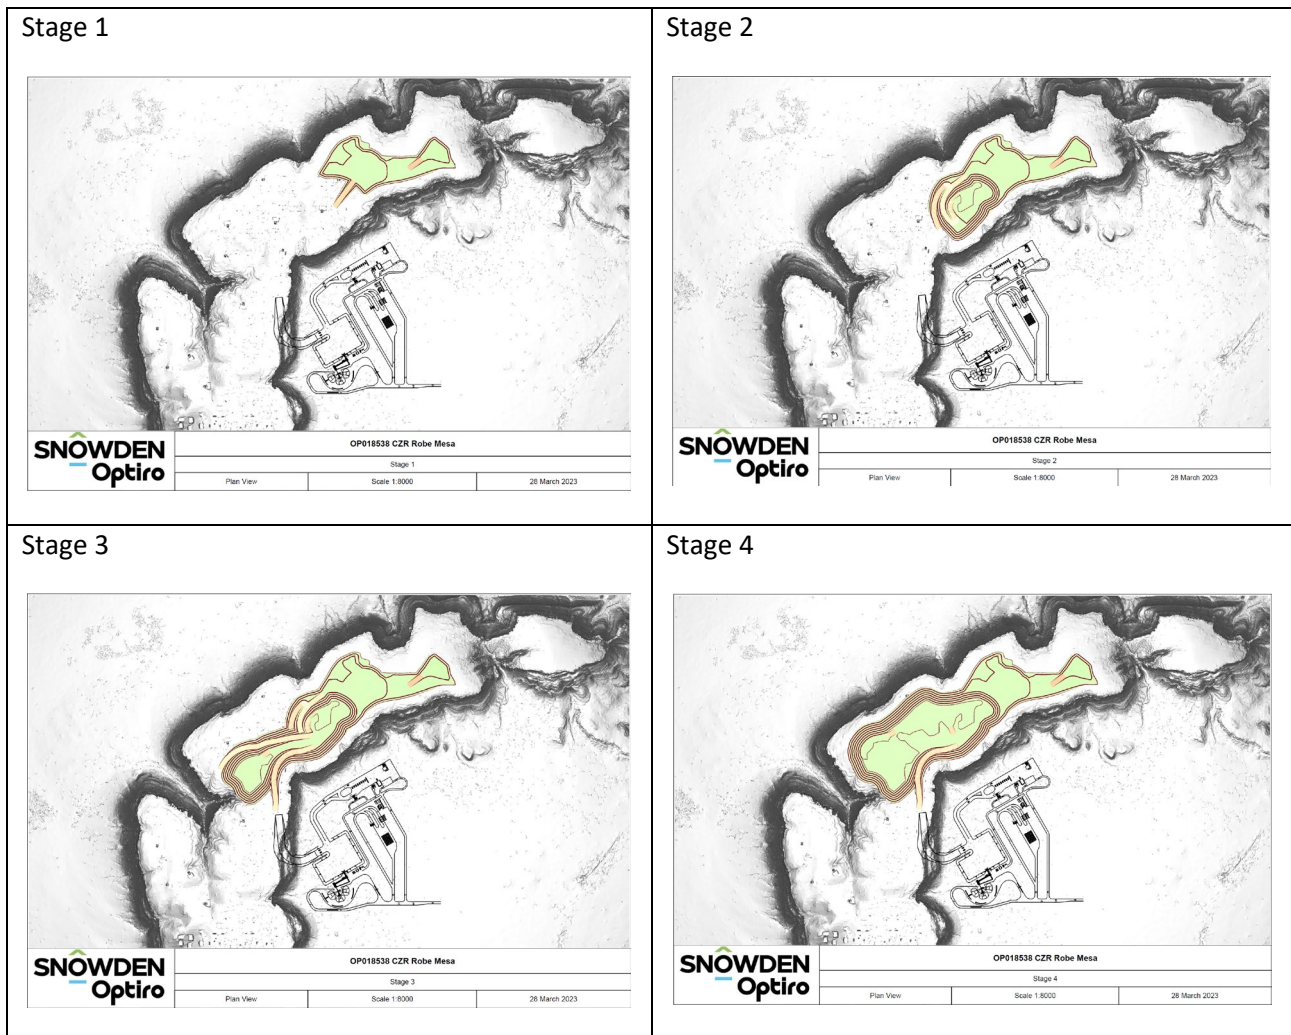 Stage 1
SNOWDEN
Optiro
OP018538 CZR Robe Mesa
Stage 1
Plan View
Scale 1:8000
28 March 2023
Stage 2
SNOWDEN
Optiro
OP018538 CZR Robe Mesa
Stage 2
Plan View
Scale 1:8000
28 March 2023
Stage 3
SNOWDEN
Optiro
OP018538 CZR Robe Mesa
Stage 3
Plan View
Scale 1:8000
28 March 2023
Stage 4
SNOWDEN
Optiro
OP018538 CZR Robe Mesa
Stage 4
Plan View
Scale 1:8000
28 March 2023